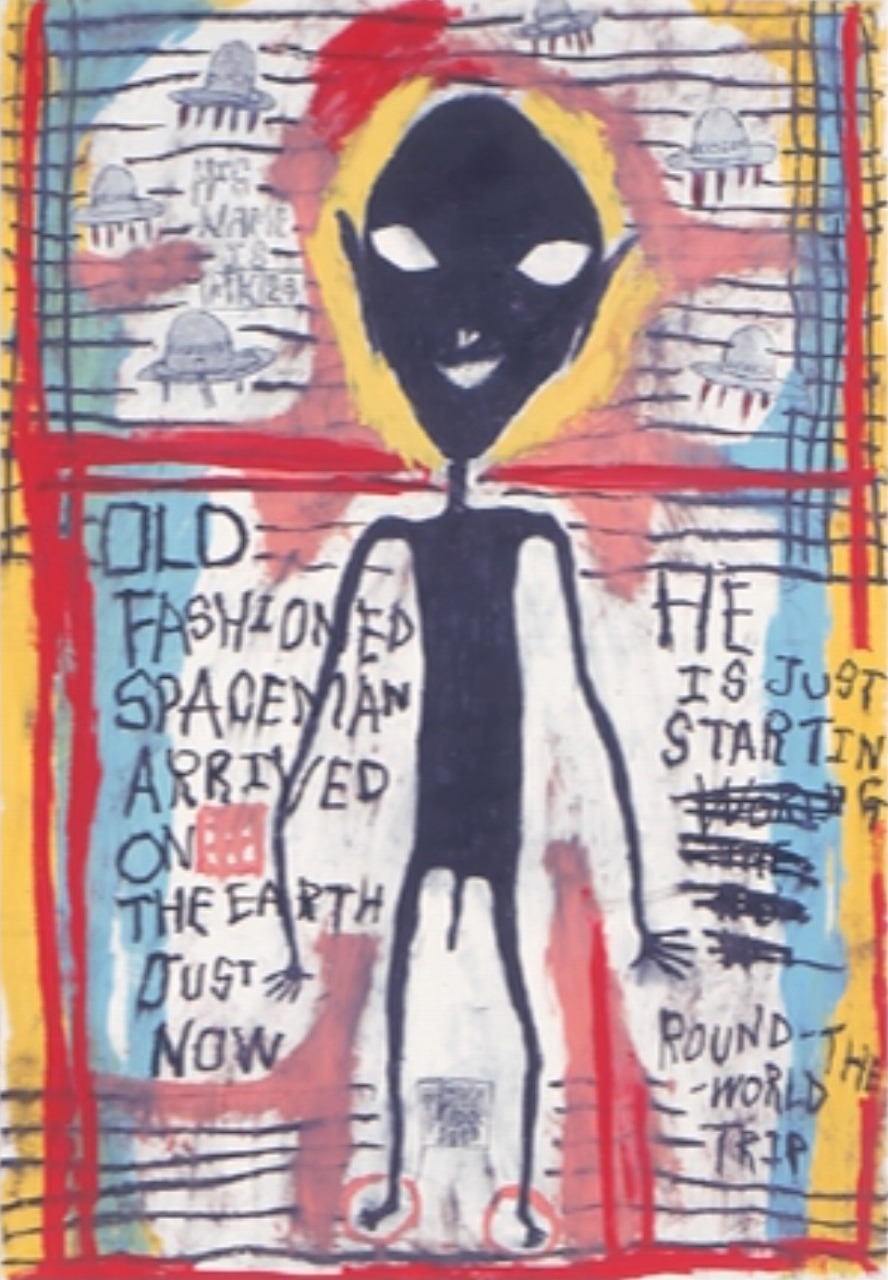 HIS
NAME
IS
OLD
FASHIONED
SPACEMAN
ARRIVED
ON
THE EARTH
JUST
NOW
HE
IS JUST
STARTIN
G
ROUND-THE
-WORLD
TRIP